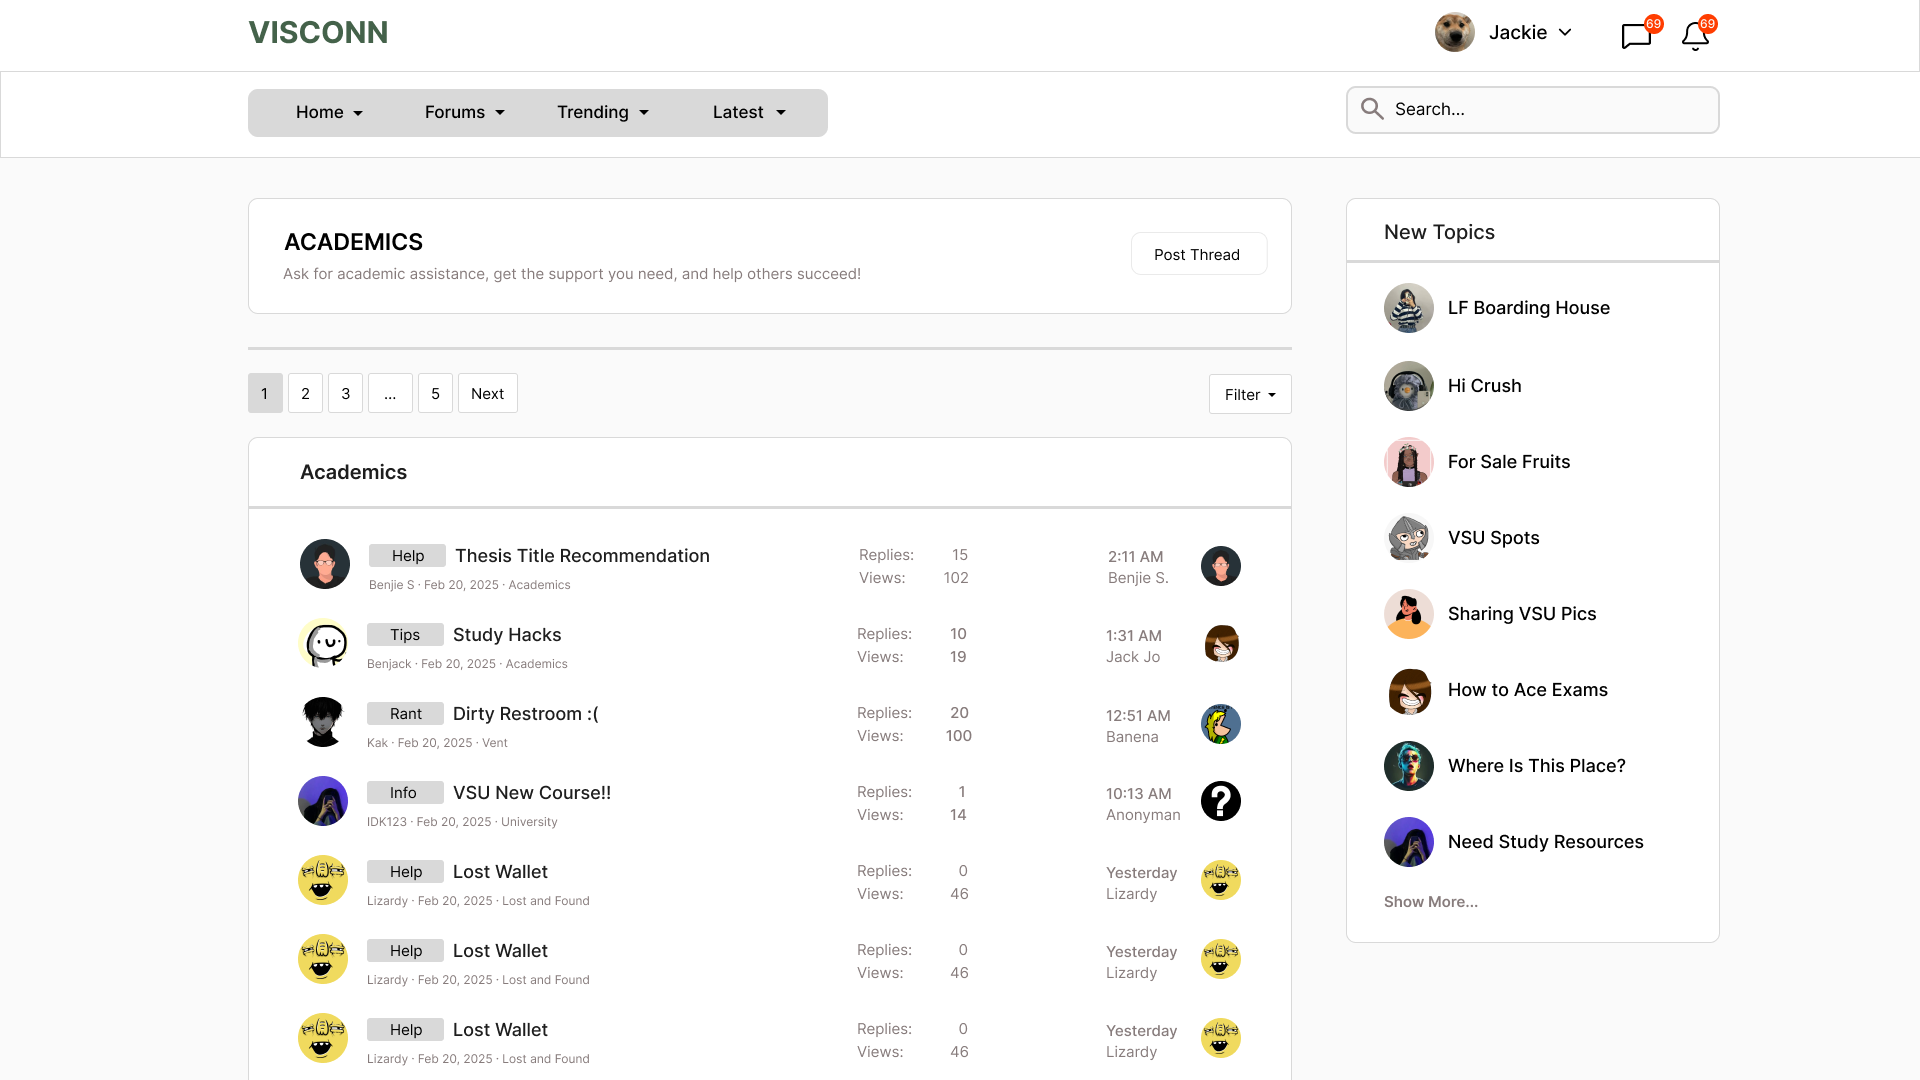 VISCONN
Jackie
69
69
Home
Forums
Trending
Latest
Search...
ACADEMICS
Ask for academic assistance, get the support you need, and help others succeed!
Post Thread
1
2
3
...
5
Next
Filter
Academics
Help Thesis Title Recommendation
Benjie S · Feb 20, 2025 · Academics
Replies: 15
Views: 102
2:11 AM
Benjie S.
Tips Study Hacks
Benjack · Feb 20, 2025 · Academics
Replies: 10
Views: 19
1:31 AM
Jack Jo
Rant Dirty Restroom :(
Kak · Feb 20, 2025 · Vent
Replies: 20
Views: 100
12:51 AM
Banena
Info VSU New Course!!
IDK123 · Feb 20, 2025 · University
Replies: 1
Views: 14
10:13 AM
Anonyman
?
Help Lost Wallet
Lizardy · Feb 20, 2025 · Lost and Found
Replies: 0
Views: 46
Yesterday
Lizardy
Help Lost Wallet
Lizardy · Feb 20, 2025 · Lost and Found
Replies: 0
Views: 46
Yesterday
Lizardy
Help Lost Wallet
Lizardy · Feb 20, 2025 · Lost and Found
Replies: 0
Views: 46
Yesterday
Lizardy
New Topics
LF Boarding House
Hi Crush
For Sale Fruits
VSU Spots
Sharing VSU Pics
How to Ace Exams
Where Is This Place?
Need Study Resources
Show More...